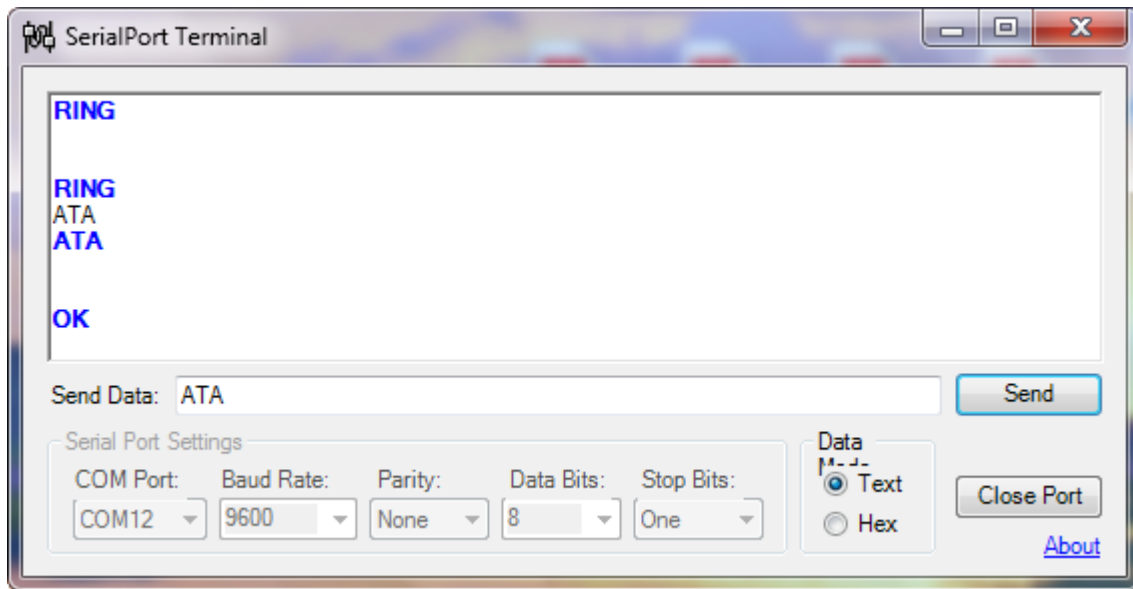 SerialPort Terminal
RING
RING
ATA
ATA
OK
Send Data: ATA Send
Serial Port Settings Data
COM Port: Baud Rate: Parity: Data Bits: Stop Bits:
COM12 9600 None 8 One
Text
Hex
Close Port
About